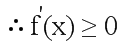 ∴ f'(x) ≥ 0